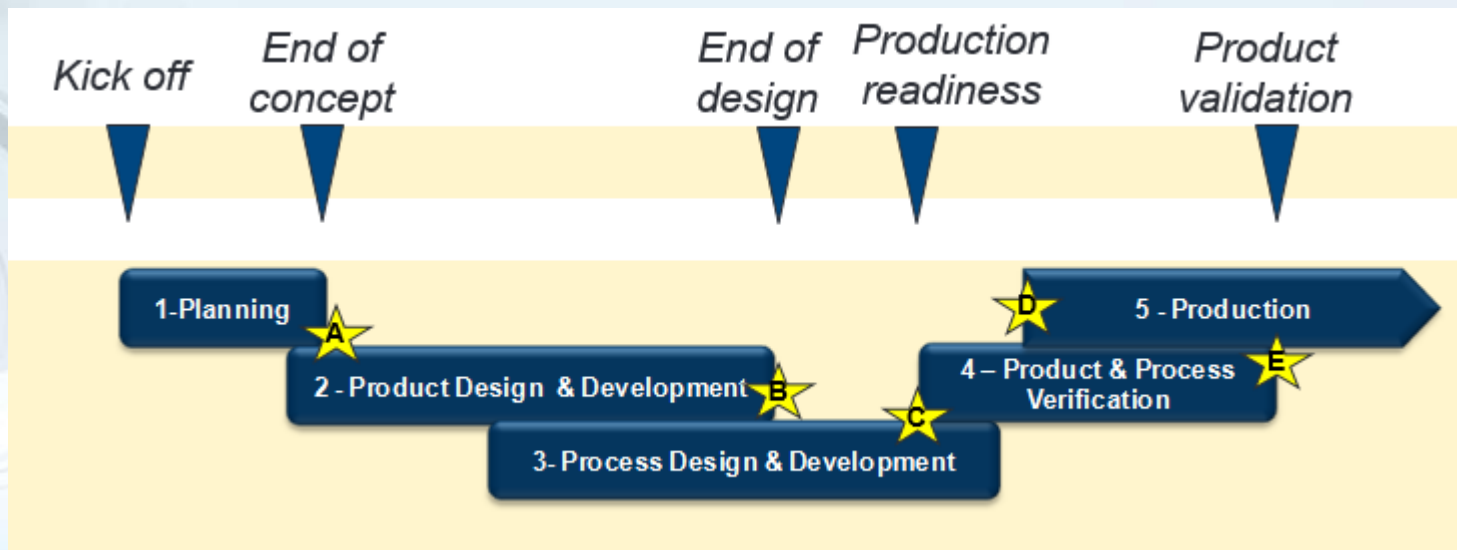 Kick off
End of
concept
End of
design
Production
readiness
Product
validation
1-Planning
A
2 - Product Design & Development
B
3- Process Design & Development
C
4 – Product & Process
Verification
D
5 - Production
E